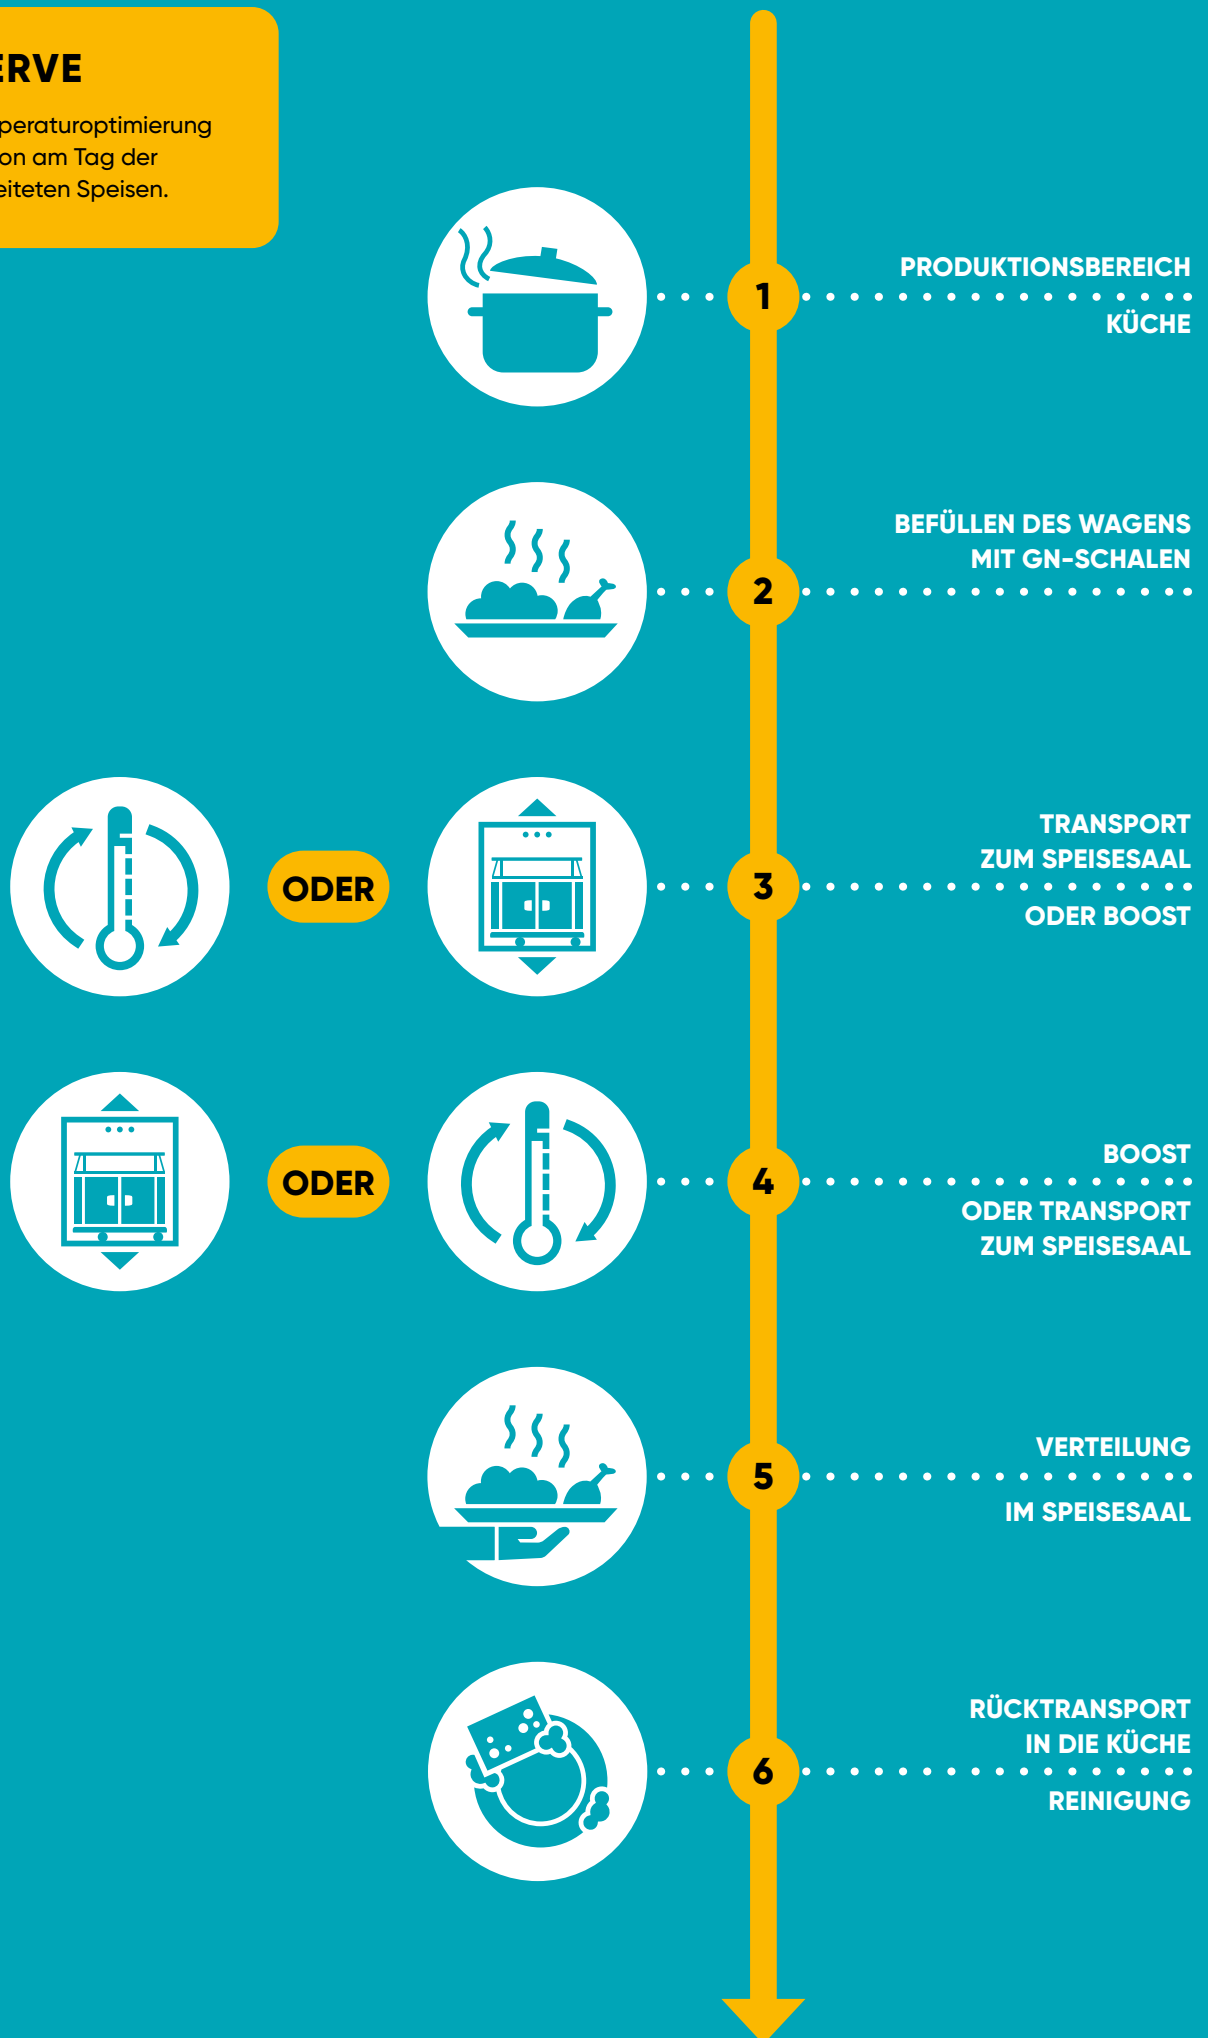 ERVE
peraturoptimierung
on am Tag der
eiteten Speisen.
1
PRODUKTIONSBEREICH
KÜCHE
2
BEFÜLLEN DES WAGENS
MIT GN-SCHALEN
ODER
3
TRANSPORT
ZUM SPEISESAAL
ODER BOOST
ODER
4
BOOST
ODER TRANSPORT
ZUM SPEISESAAL
5
VERTEILUNG
IM SPEISESAAL
6
RÜCKTRANSPORT
IN DIE KÜCHE
REINIGUNG